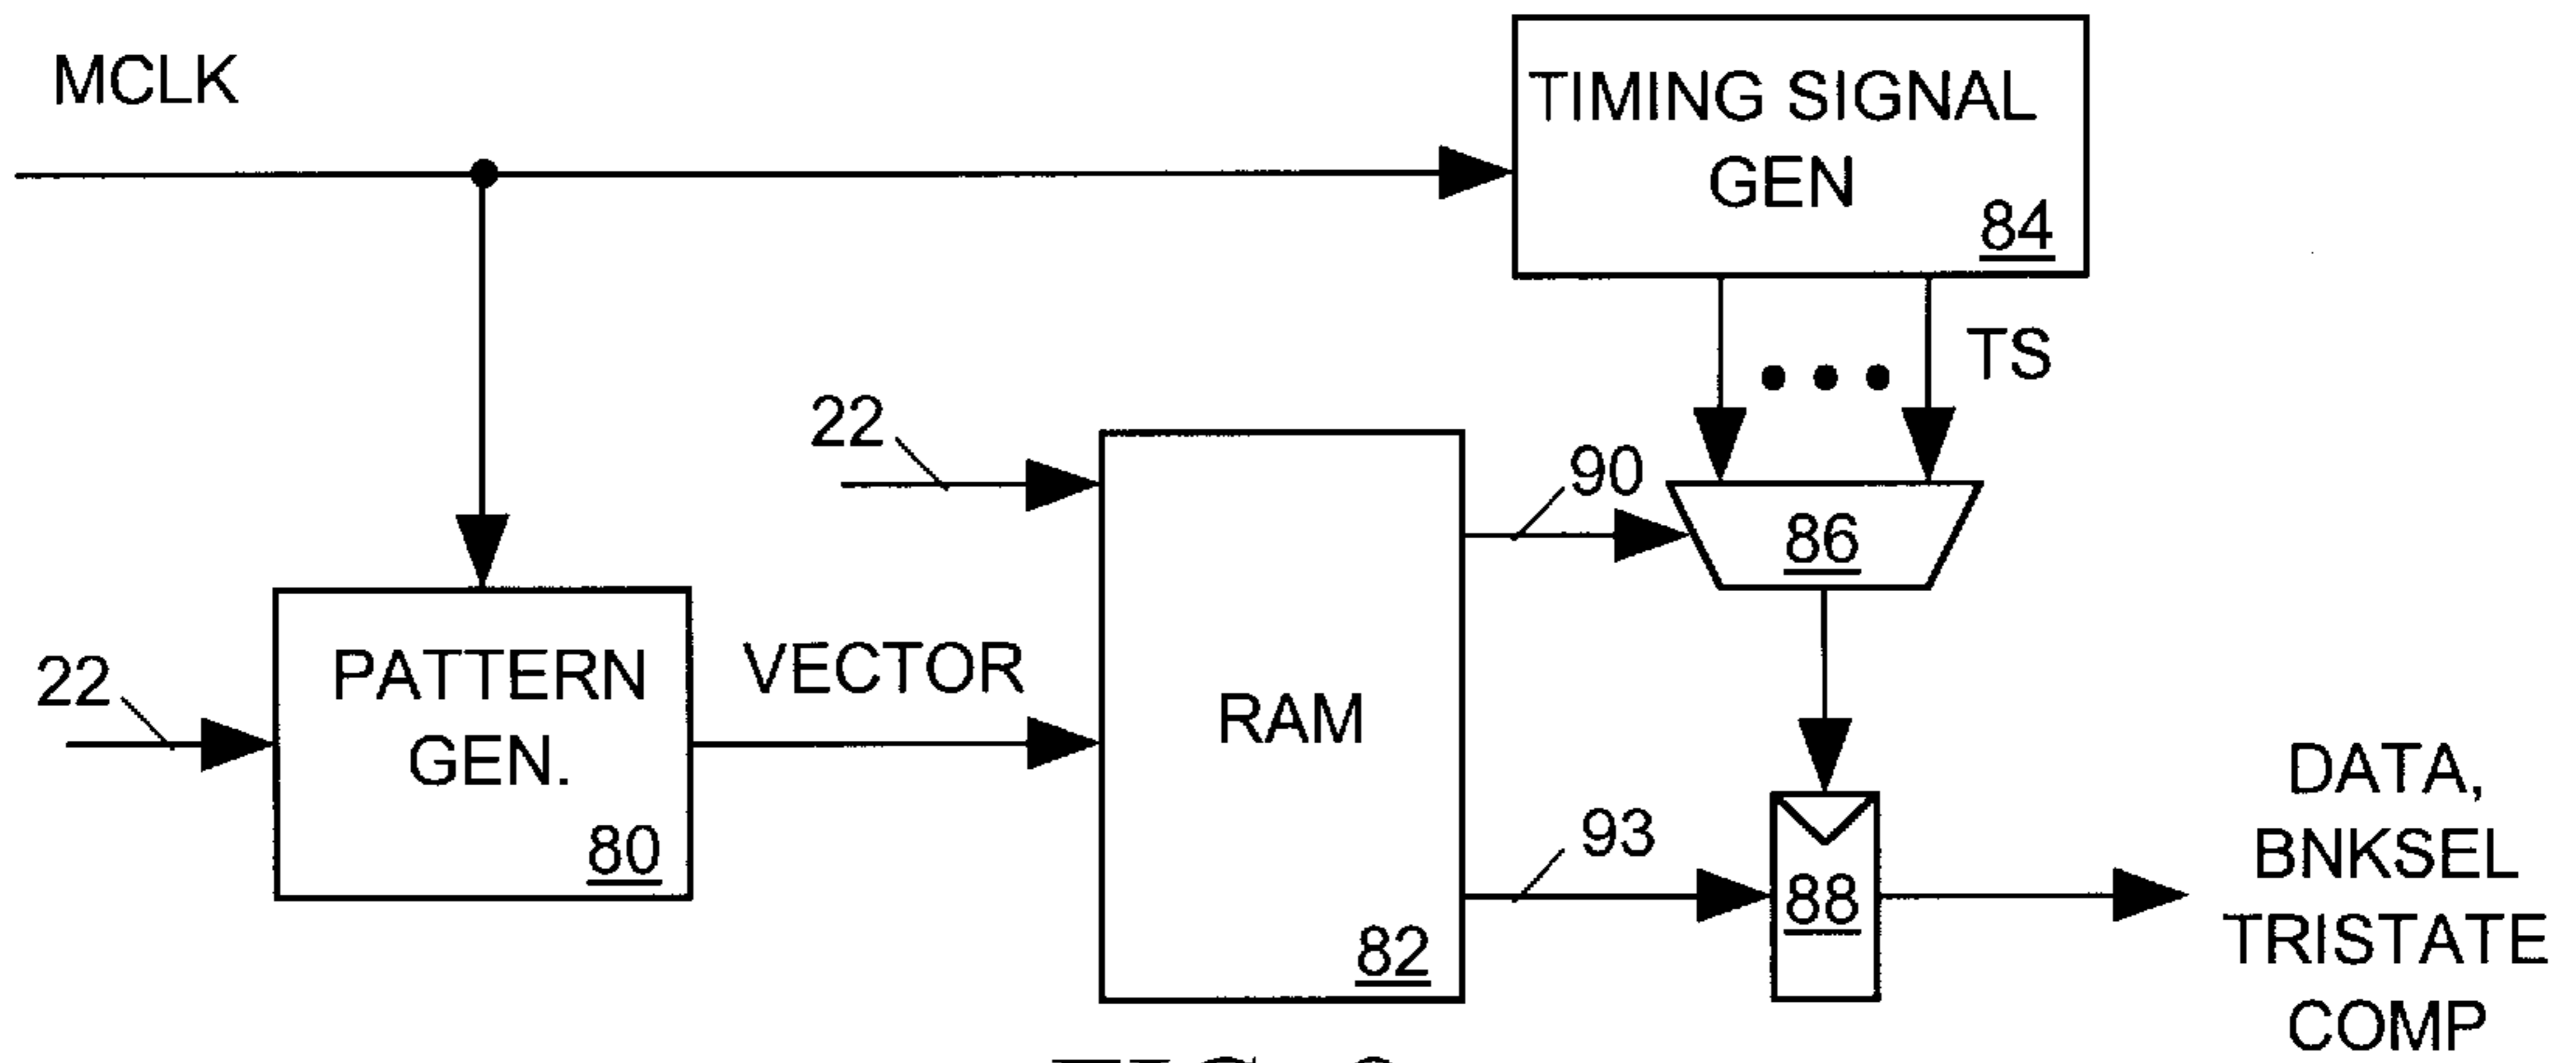 MCLK
TIMING SIGNAL
GEN
84
TS
22
90
86
PATTERN
GEN.
80
22
VECTOR
RAM
82
93
88
DATA,
BNKSEL
TRISTATE
COMP